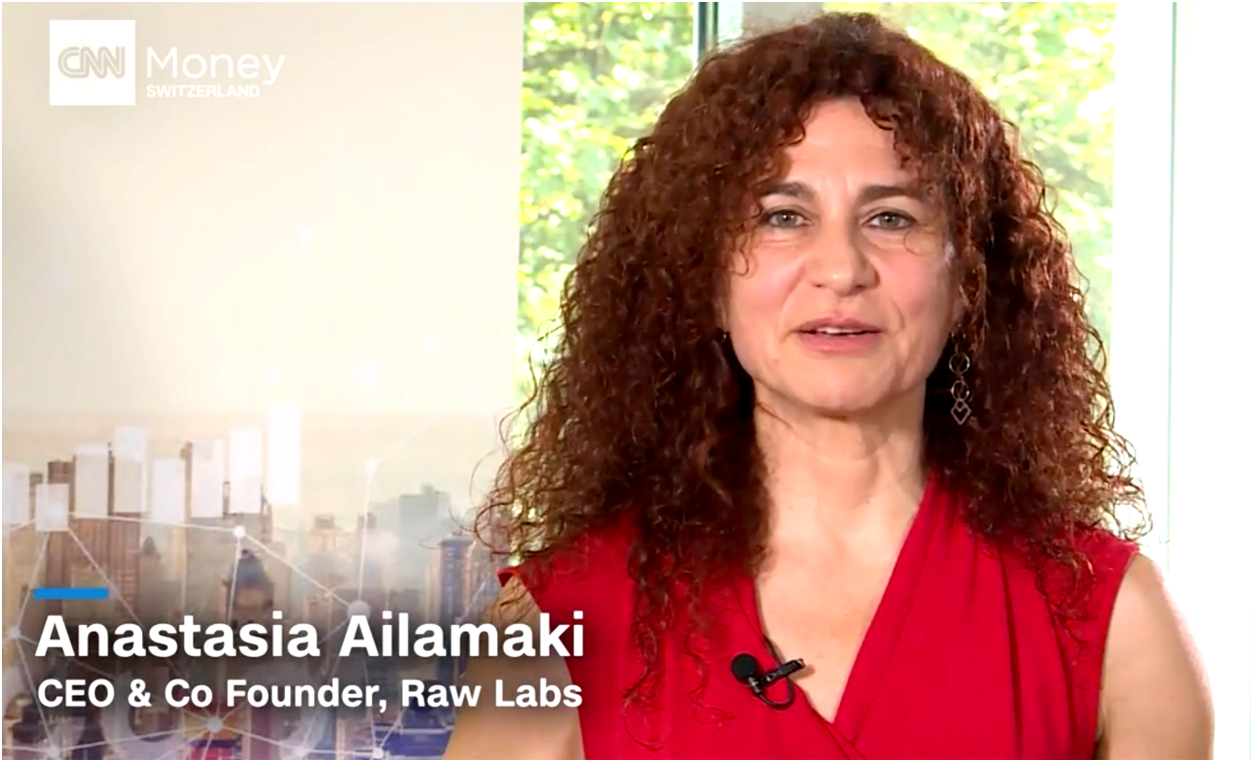 CNN Money
SWITZERLAND
Anastasia Ailamaki
CEO & Co Founder, Raw Labs